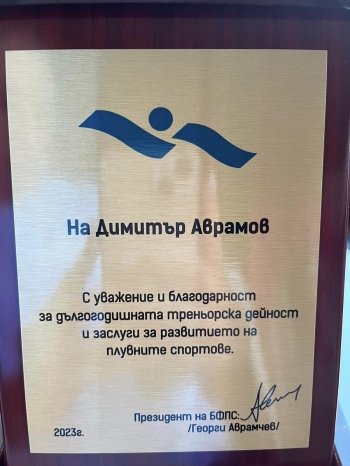 На Димитър Аврамов
С уважение и благодарност
за дългогодишната треньорска дейност
и заслуги за развитието на
плувните спортове.
Президент на БФПС:
2023г. /Георги Аврамчев/